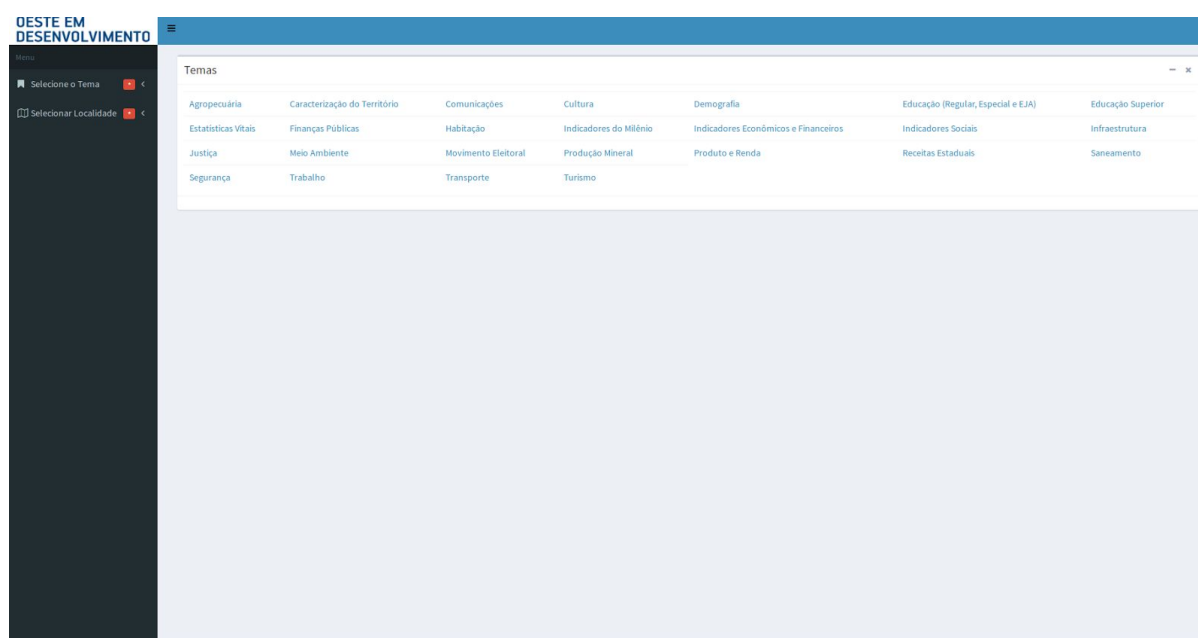 OESTE EM
DESENVOLVIMENTO
Menu
Selecione o Tema
Selecionar Localidade
Temas
Agropecuária Caracterização do Território Comunicações Cultura Demografia Educação (Regular, Especial e EJA) Educação Superior
Estatísticas Vitais Finanças Públicas Habitação Indicadores do Milênio Indicadores Econômicos e Financeiros Indicadores Sociais Infraestrutura
Justiça Meio Ambiente Movimento Eleitoral Produção Mineral Produto e Renda Receitas Estaduais Saneamento
Segurança Trabalho Transporte Turismo